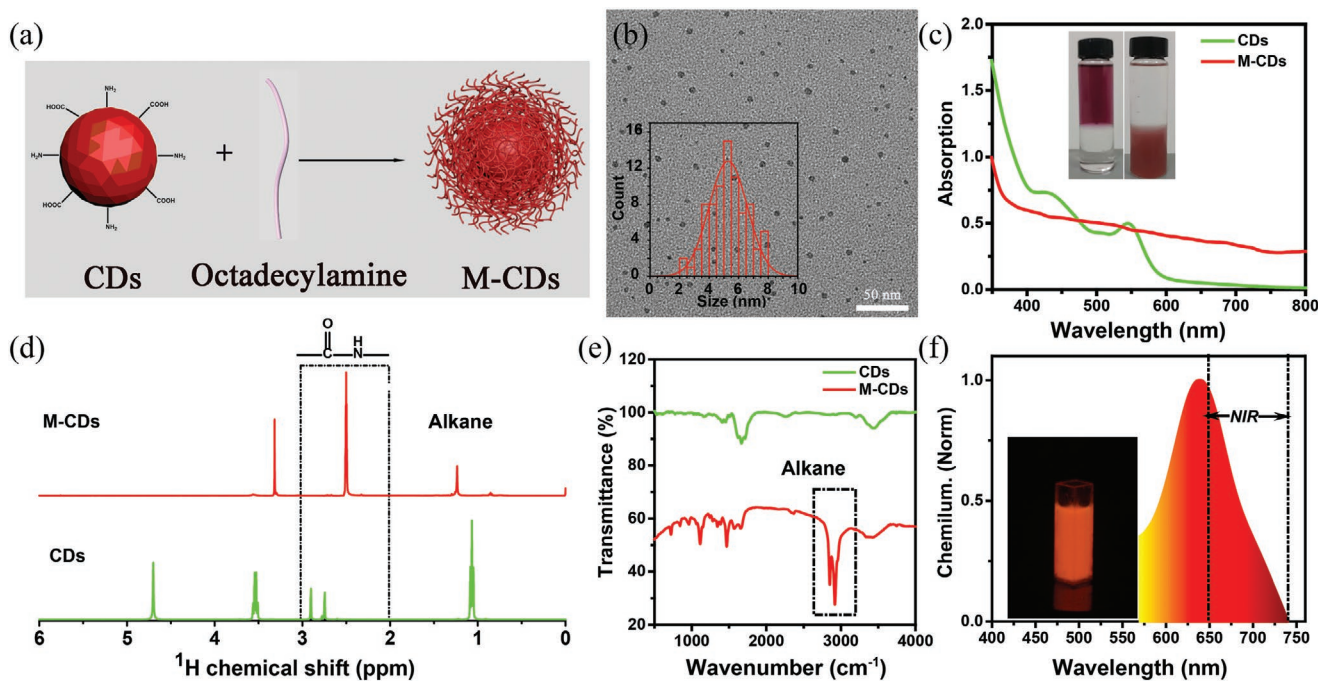 (a)
HOOC
NH₂
COOH
H₂N
NH₂
HOOC
COOH
NH₂
+
CDs
Octadecylamine
M-CDs
(b)
16
12
8
4
0
Count
0 2 4 6 8 10
Size (nm)
50 nm
(c)
CDs
M-CDs
2.0
1.5
1.0
0.5
0.0
Absorption
400 500 600 700 800
Wavelength (nm)
(d)
O
C
H
N
M-CDs
Alkane
CDs
6 5 4 3 2 1 0
¹H chemical shift (ppm)
(e)
CDs
M-CDs
120
100
80
60
40
20
Transmittance (%)
Alkane
1000 2000 3000 4000
Wavenumber (cm⁻¹)
(f)
1.0
0.5
0.0
Chemilum. (Norm)
NIR
400 450 500 550 600 650 700 750
Wavelength (nm)